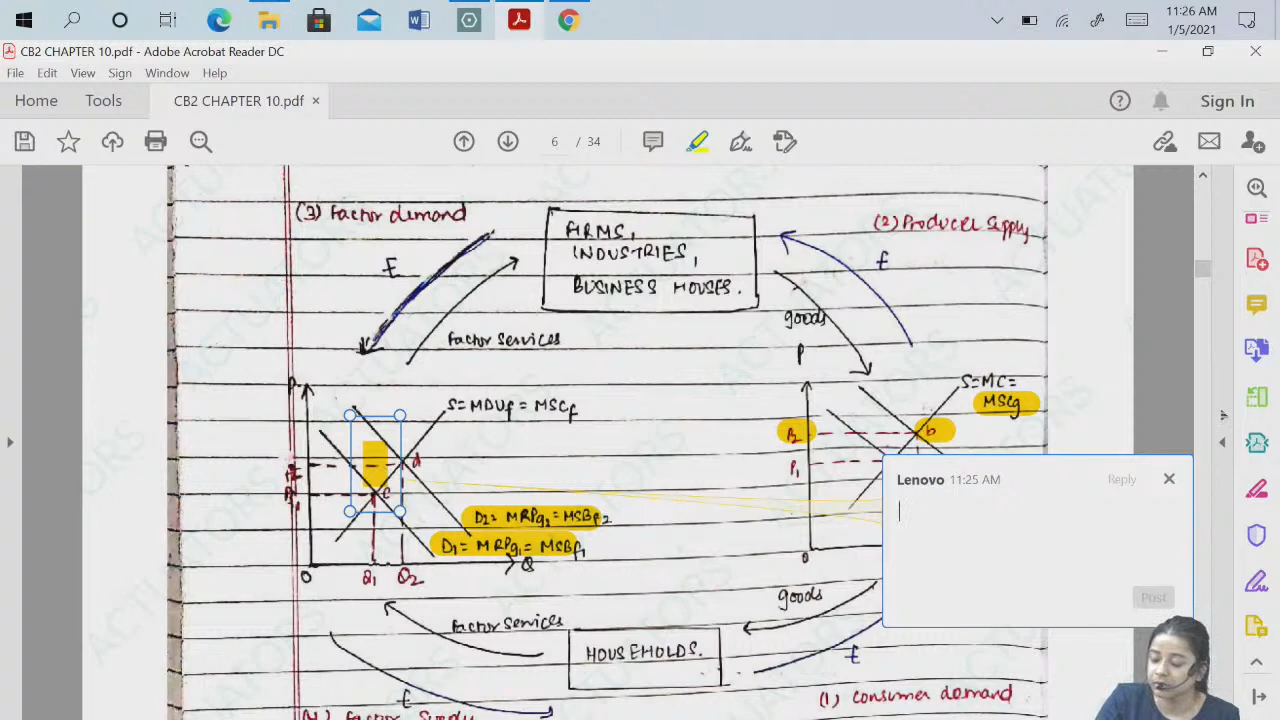 11:26 AM
1/5/2021
CB2 CHAPTER 10.pdf - Adobe Acrobat Reader DC
File Edit View Sign Window Help
Home Tools CB2 CHAPTER 10.pdf × Sign In
6 / 34
(3) Factor demand
FIRMS,
INDUSTRIES,
BUSINESS HOUSES.
(2) Producer Supply
£
£
goods
Factor services
P
P
S=MDUf = MSCf
S=MC=
MSCg
P2
b
P1
d
c
D2= MRPg2=MSBf2
D1= MRPg1=MSBf1
O
Q1
Q2
Q
O
Lenovo 11:25 AM Reply
Post
goods
Factor services
HOUSEHOLDS.
£
£
(1) consumer demand
(4) Factor Supply
ACTUATORS